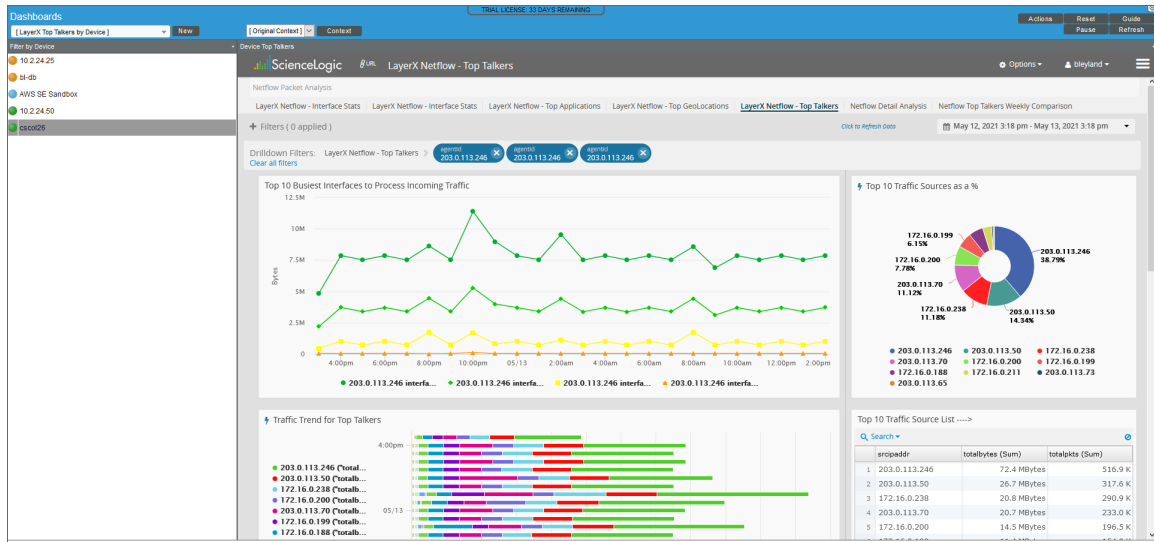 TRIAL LICENSE: 33 DAYS REMAINING
Dashboards
Actions Reset Guide
[ LayerX Top Talkers by Device ] New [ Original Context ] Context
Pause Refresh
Filter by Device
Device Top Talkers
10.2.24.25
bl-db
AWS SE Sandbox
10.2.24.50
cscol26
ScienceLogic URL LayerX Netflow - Top Talkers Options bleyland
Netflow Packet Analysis
LayerX Netflow - Interface Stats LayerX Netflow - Interface Stats LayerX Netflow - Top Applications LayerX Netflow - Top GeoLocations LayerX Netflow - Top Talkers Netflow Detail Analysis Netflow Top Talkers Weekly Comparison
+ Filters ( 0 applied ) Click to Refresh Data May 12, 2021 3:18 pm - May 13, 2021 3:18 pm
Drilldown Filters: LayerX Netflow - Top Talkers > agentid 203.0.113.246 agentid 203.0.113.246 agentid 203.0.113.246
Clear all filters
Top 10 Busiest Interfaces to Process Incoming Traffic
12.5M
10M
7.5M
5M
2.5M
0
Bytes
4:00pm 6:00pm 8:00pm 10:00pm 05/13 2:00am 4:00am 6:00am 8:00am 10:00am 12:00pm 2:00pm
203.0.113.246 interfa... 203.0.113.246 interfa... 203.0.113.246 interfa... 203.0.113.246 interfa...
Top 10 Traffic Sources as a %
172.16.0.199
6.15%
172.16.0.200
7.78%
203.0.113.70
11.12%
172.16.0.238
11.18%
203.0.113.50
14.34%
203.0.113.246
38.79%
203.0.113.246 203.0.113.50 172.16.0.238
203.0.113.70 172.16.0.200 172.16.0.199
172.16.0.188 172.16.0.211 203.0.113.73
203.0.113.65
Traffic Trend for Top Talkers
4:00pm
05/13
203.0.113.246 ("total...
203.0.113.50 ("totalb...
172.16.0.238 ("totalb...
172.16.0.200 ("totalb...
203.0.113.70 ("totalb...
172.16.0.199 ("totalb...
172.16.0.188 ("totalb...
Top 10 Traffic Source List ---->
Search
srcipaddr totalbytes (Sum) totalpkts (Sum)
1 203.0.113.246 72.4 MBytes 516.9 K
2 203.0.113.50 26.7 MBytes 317.6 K
3 172.16.0.238 20.8 MBytes 290.9 K
4 203.0.113.70 20.7 MBytes 233.0 K
5 172.16.0.200 14.5 MBytes 196.5 K